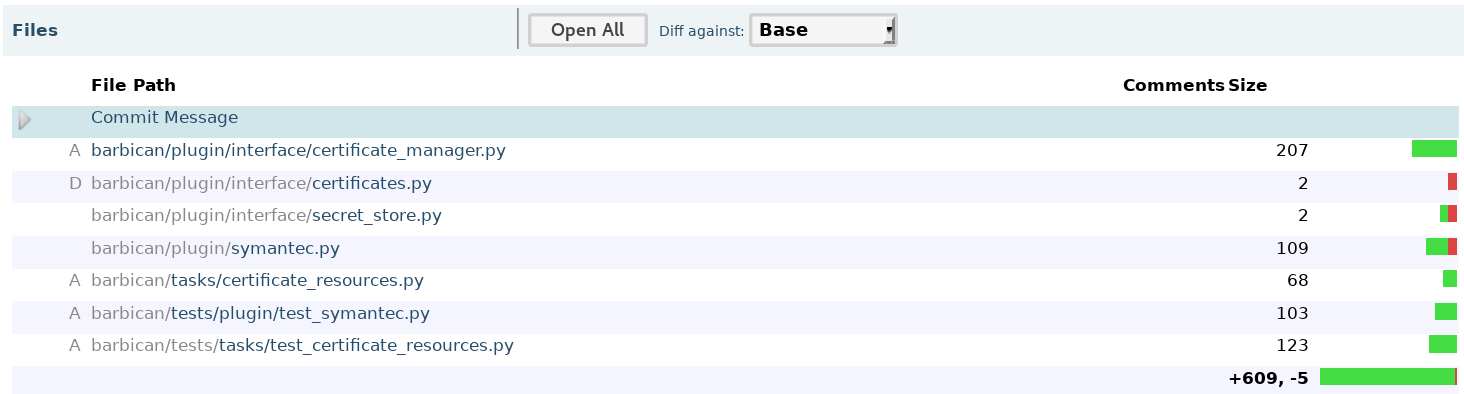 Files Open All Diff against: Base
File Path Comments Size
Commit Message
A barbican/plugin/interface/certificate_manager.py 207
D barbican/plugin/interface/certificates.py 2
barbican/plugin/interface/secret_store.py 2
barbican/plugin/symantec.py 109
A barbican/tasks/certificate_resources.py 68
A barbican/tests/plugin/test_symantec.py 103
A barbican/tests/tasks/test_certificate_resources.py 123
+609, -5